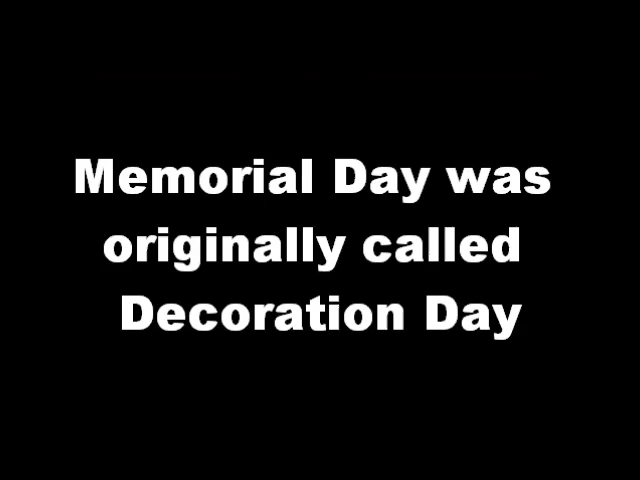 Memorial Day was
originally called
Decoration Day